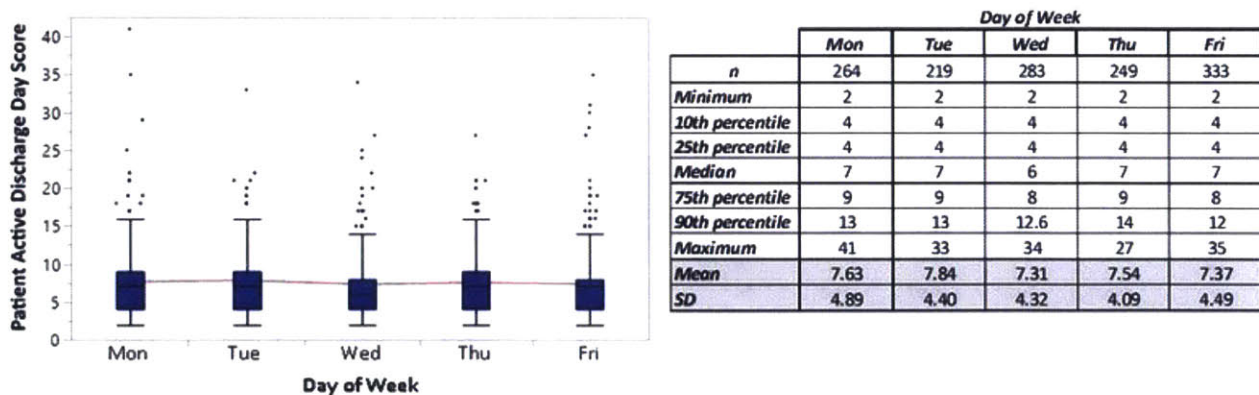 Patient Active Discharge Day Score
40
35
30
25
20
15
10
5
0
Mon Tue Wed Thu Fri
Day of Week
Day of Week
Mon Tue Wed Thu Fri
n 264 219 283 249 333
Minimum 2 2 2 2 2
10th percentile 4 4 4 4 4
25th percentile 4 4 4 4 4
Median 7 7 6 7 7
75th percentile 9 9 8 9 8
90th percentile 13 13 12.6 14 12
Maximum 41 33 34 27 35
Mean 7.63 7.84 7.31 7.54 7.37
SD 4.89 4.40 4.32 4.09 4.49